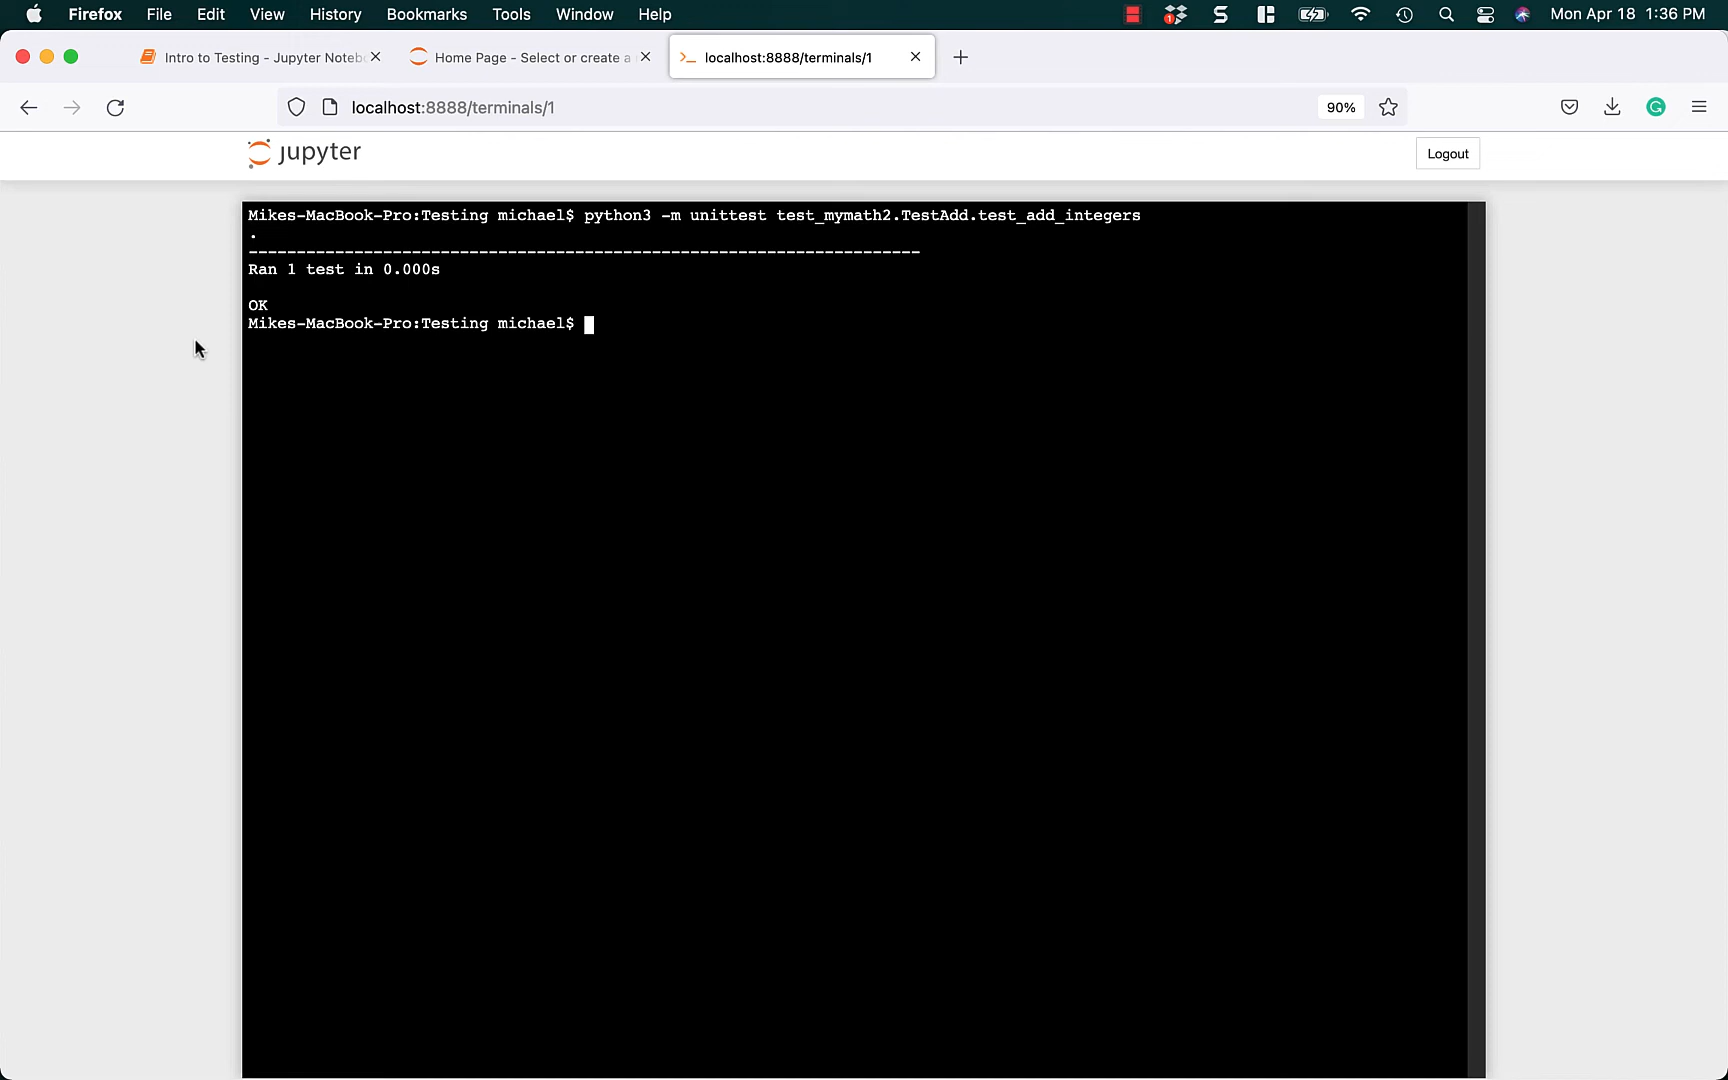 Firefox File Edit View History Bookmarks Tools Window Help Mon Apr 18 1:36 PM
Intro to Testing - Jupyter Noteb Home Page - Select or create a localhost:8888/terminals/1
localhost:8888/terminals/1 90%
jupyter Logout
Mikes-MacBook-Pro:Testing michael$ python3 -m unittest test_mymath2.TestAdd.test_add_integers
.
----------------------------------------------------------------------
Ran 1 test in 0.000s
OK
Mikes-MacBook-Pro:Testing michael$